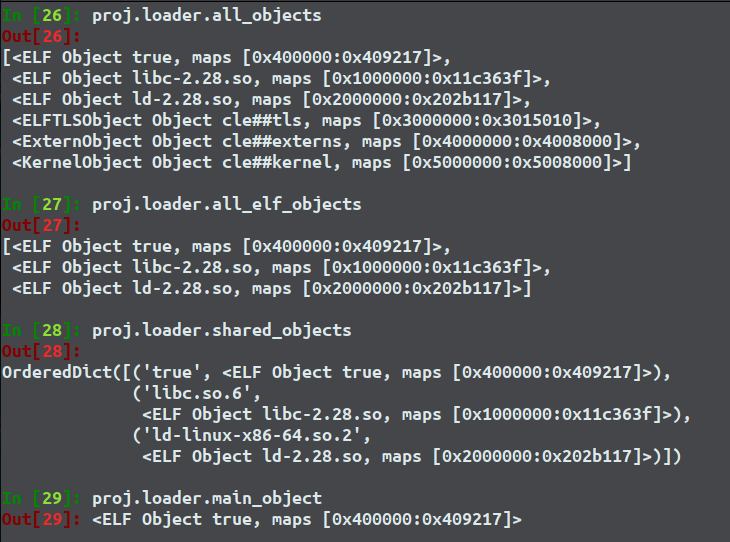 In [26]: proj.loader.all_objects
Out[26]:
[<ELF Object true, maps [0x400000:0x409217]>,
 <ELF Object libc-2.28.so, maps [0x1000000:0x11c363f]>,
 <ELF Object ld-2.28.so, maps [0x2000000:0x202b117]>,
 <ELFTLSObject Object cle##tls, maps [0x3000000:0x3015010]>,
 <ExternObject Object cle##externs, maps [0x4000000:0x4008000]>,
 <KernelObject Object cle##kernel, maps [0x5000000:0x5008000]>]
In [27]: proj.loader.all_elf_objects
Out[27]:
[<ELF Object true, maps [0x400000:0x409217]>,
 <ELF Object libc-2.28.so, maps [0x1000000:0x11c363f]>,
 <ELF Object ld-2.28.so, maps [0x2000000:0x202b117]>]
In [28]: proj.loader.shared_objects
Out[28]:
OrderedDict([('true', <ELF Object true, maps [0x400000:0x409217]>),
             ('libc.so.6',
              <ELF Object libc-2.28.so, maps [0x1000000:0x11c363f]>),
             ('ld-linux-x86-64.so.2',
              <ELF Object ld-2.28.so, maps [0x2000000:0x202b117]>)])
In [29]: proj.loader.main_object
Out[29]: <ELF Object true, maps [0x400000:0x409217]>